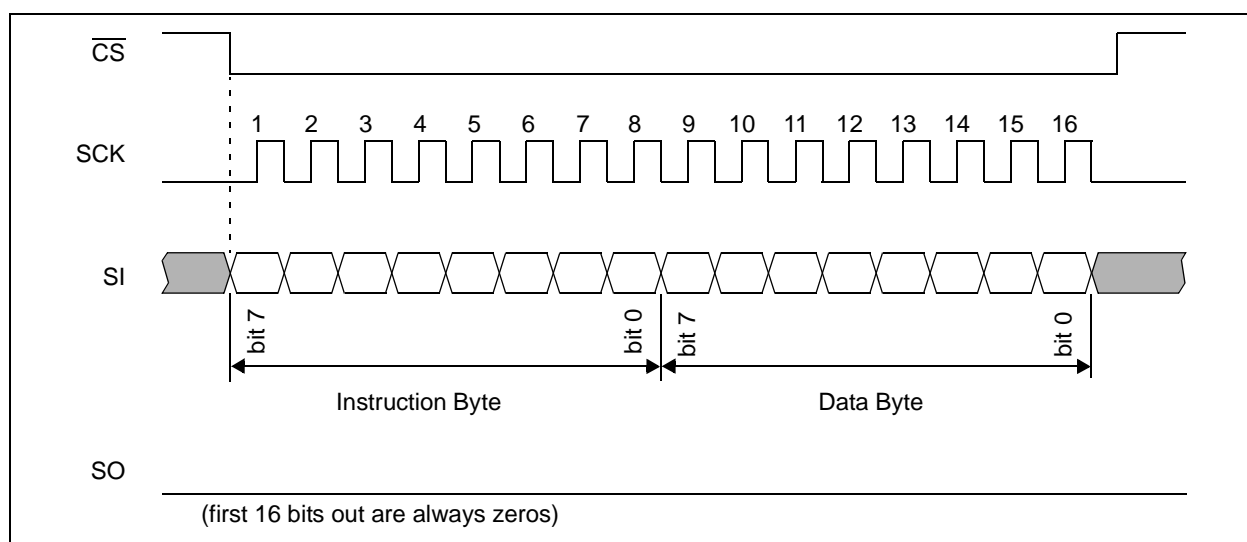 CS
1 2 3 4 5 6 7 8 9 10 11 12 13 14 15 16
SCK
SI
bit 7
bit 0
bit 7
bit 0
Instruction Byte
Data Byte
SO
(first 16 bits out are always zeros)